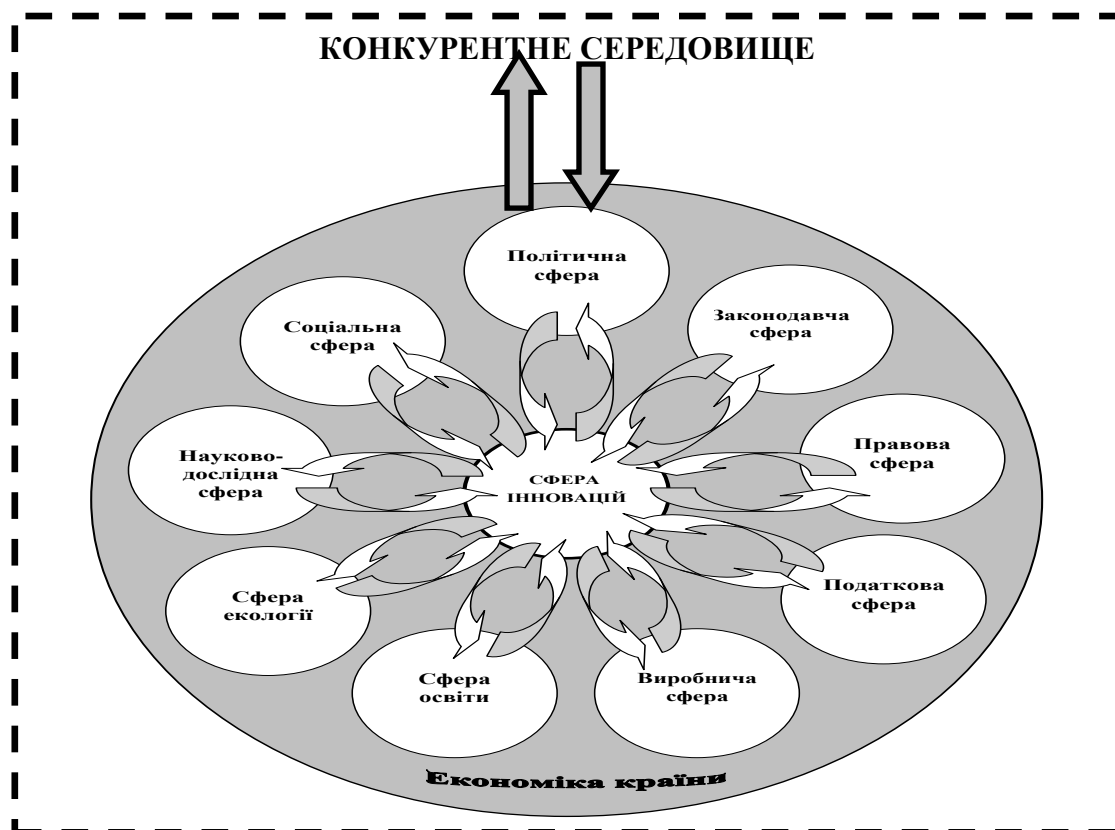 КОНКУРЕНТНЕ СЕРЕДОВИЩЕ
Політична
сфера
Соціальна
сфера
Законодавча
сфера
Науково-
дослідна
сфера
СФЕРА
ІННОВАЦІЙ
Правова
сфера
Сфера
екології
Податкова
сфера
Сфера
освіти
Виробнича
сфера
Економіка країни